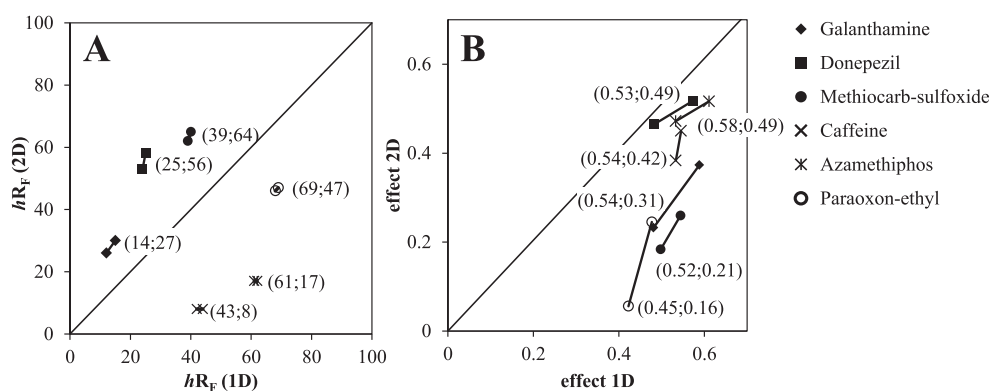 A
100
80
60
40
20
0
hR_F (2D)
(39;64)
(25;56)
(69;47)
(14;27)
(61;17)
(43;8)
0 20 40 60 80 100
hR_F (1D)
B
0.6
0.4
0.2
0
effect 2D
(0.53;0.49)
(0.58;0.49)
(0.54;0.42)
(0.54;0.31)
(0.52;0.21)
(0.45;0.16)
0 0.2 0.4 0.6
effect 1D
Galanthamine
Donepezil
Methiocarb-sulfoxide
Caffeine
Azamethiphos
Paraoxon-ethyl